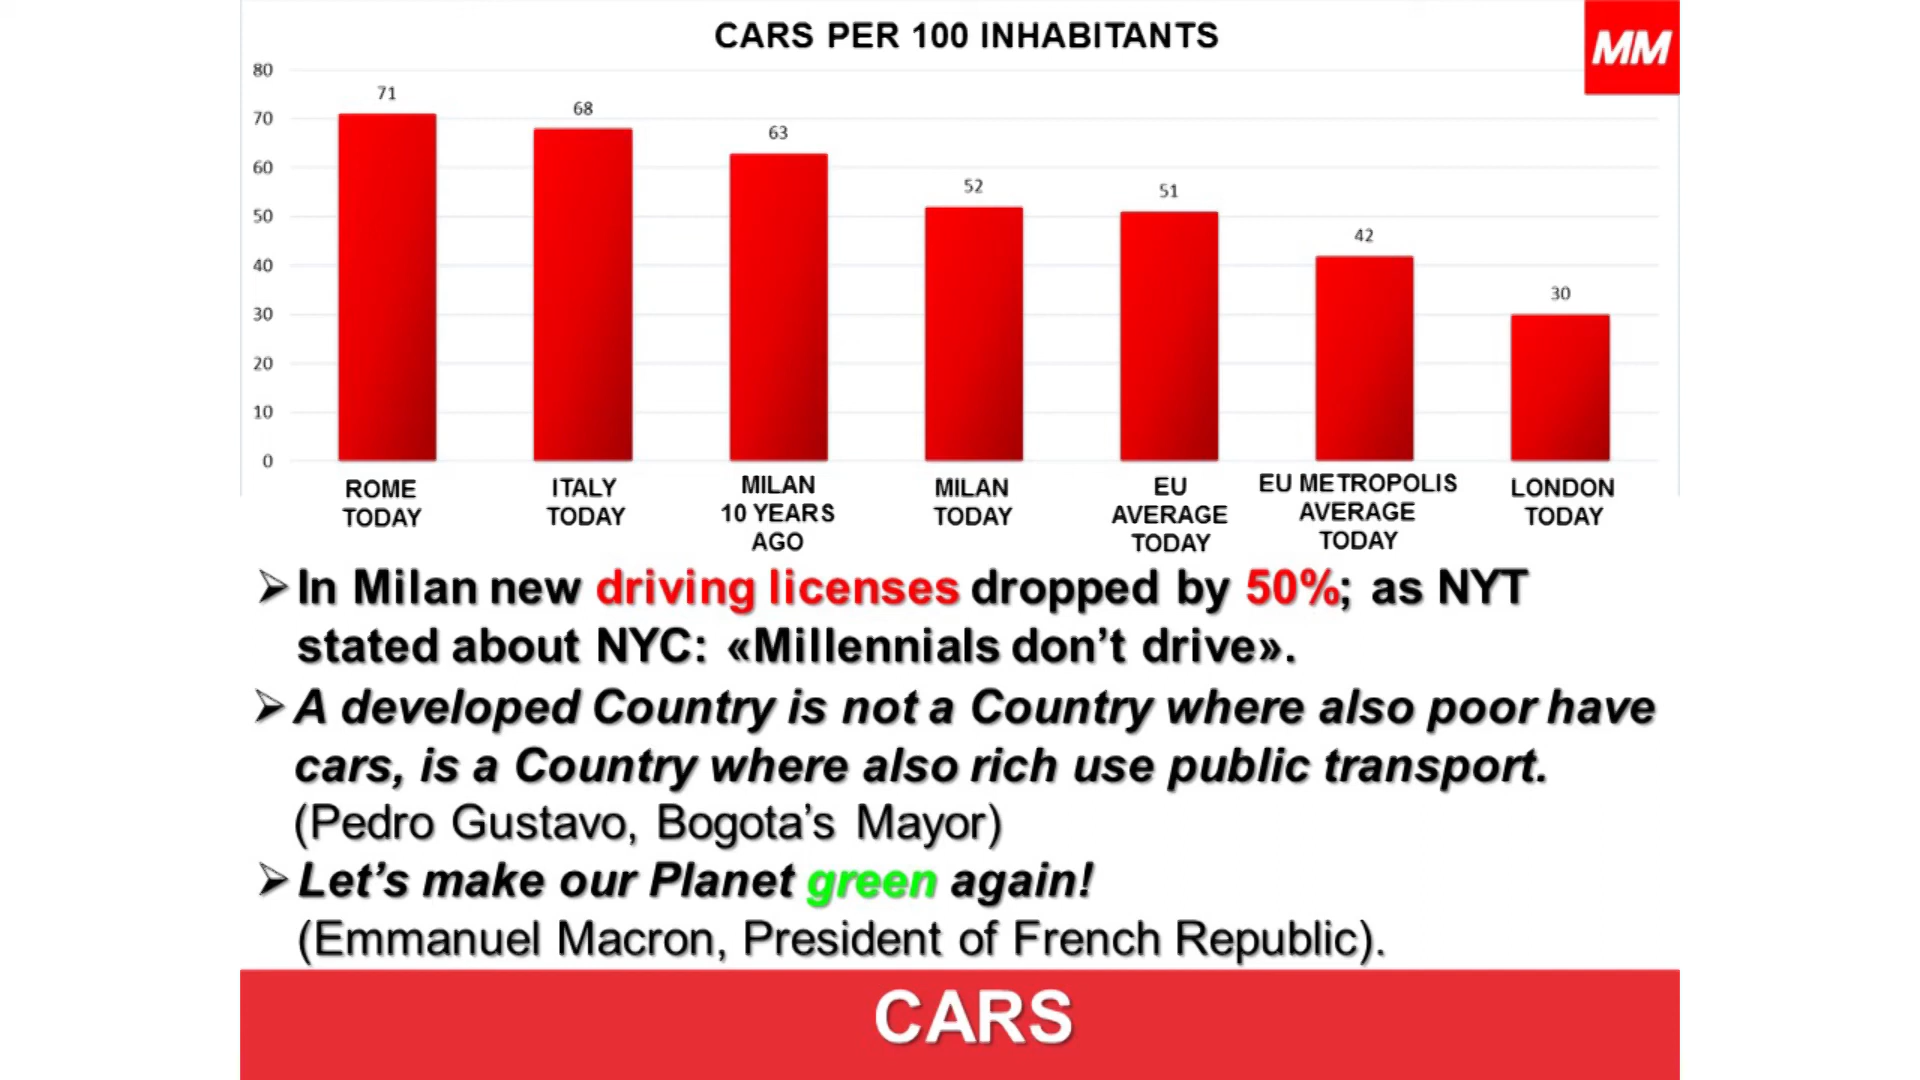 CARS PER 100 INHABITANTS
MM
80
70
60
50
40
30
20
10
0
71
68
63
52
51
42
30
ROME
TODAY
ITALY
TODAY
MILAN
10 YEARS
AGO
MILAN
TODAY
EU
AVERAGE
TODAY
EU METROPOLIS
AVERAGE
TODAY
LONDON
TODAY
➢In Milan new driving licenses dropped by 50%; as NYT
stated about NYC: «Millennials don’t drive».
➢A developed Country is not a Country where also poor have
cars, is a Country where also rich use public transport.
(Pedro Gustavo, Bogota’s Mayor)
➢Let’s make our Planet green again!
(Emmanuel Macron, President of French Republic).
CARS